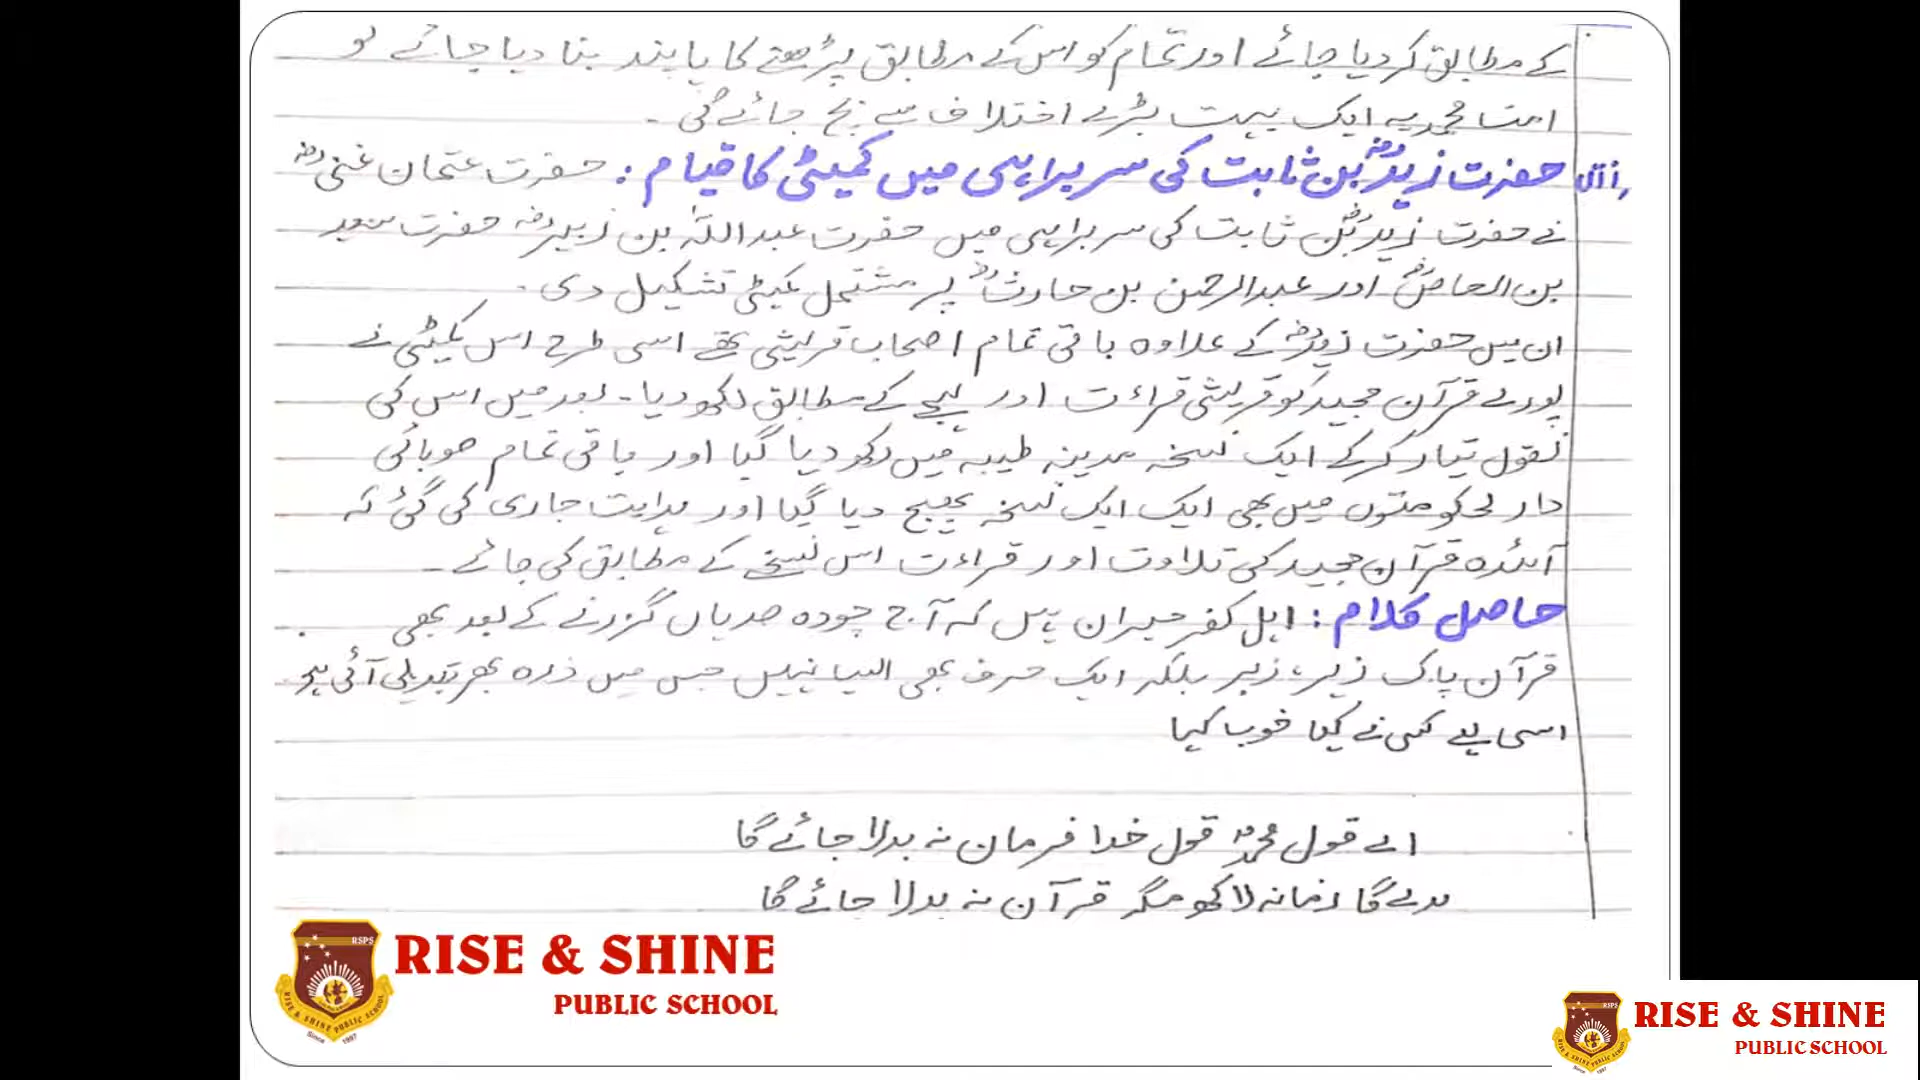 کے مطابق کر دیا جائے اور تمام کو اس کے مطابق پڑھنے کا پابند بنا دیا جائے تو
امت محمدیہ ایک بہت بڑے اختلاف سے بچ جائے گی ۔
حضرت زیدؓ بن ثابت کی سربراہی میں کمیٹی کا قیام : حضرت عثمان غنیؓ
نے حضرت زیدؓ بن ثابت کی سربراہی میں حضرت عبداللہ بن زبیرؓ حضرت سعید
بن العاصؓ اور عبدالرحمن بن حارثؓ پر مشتمل کمیٹی تشکیل دی ۔
ان میں حضرت زیدؓ کے علاوہ باقی تمام اصحاب قریشی تھے اسی طرح اس کمیٹی نے
پورے قرآن مجید کو قریشی قراءت اور لہجے کے مطابق لکھ دیا ۔ بعد میں اس کی
نقول تیار کر کے ایک نسخہ مدینہ طیبہ میں رکھ دیا گیا اور باقی تمام صوبائی
دارلحکومتوں میں بھی ایک ایک نسخہ بھیج دیا گیا اور ہدایت جاری کی گئی کہ
آئندہ قرآن مجید کی تلاوت اور قراءت اس نسخے کے مطابق کی جائے ۔
حاصل کلام : اہل کفر حیران ہیں کہ آج چودہ صدیاں گزرنے کے بعد بھی
قرآن پاک زیر، زبر بلکہ ایک حرف بھی ایسا نہیں جس میں ذرہ بھر تبدیلی آئی ہو
اسی لیے کسی نے کیا خوب کہا
اے قول محمدؐ قول خدا فرمان نہ بدلا جائے گا
بدلے گا زمانہ لاکھ مگر قرآن نہ بدلا جائے گا
RSPS
RISE & SHINE
PUBLIC SCHOOL
RISE & SHINE PUBLIC SCHOOL
Since 1997
RSPS
RISE & SHINE
PUBLIC SCHOOL